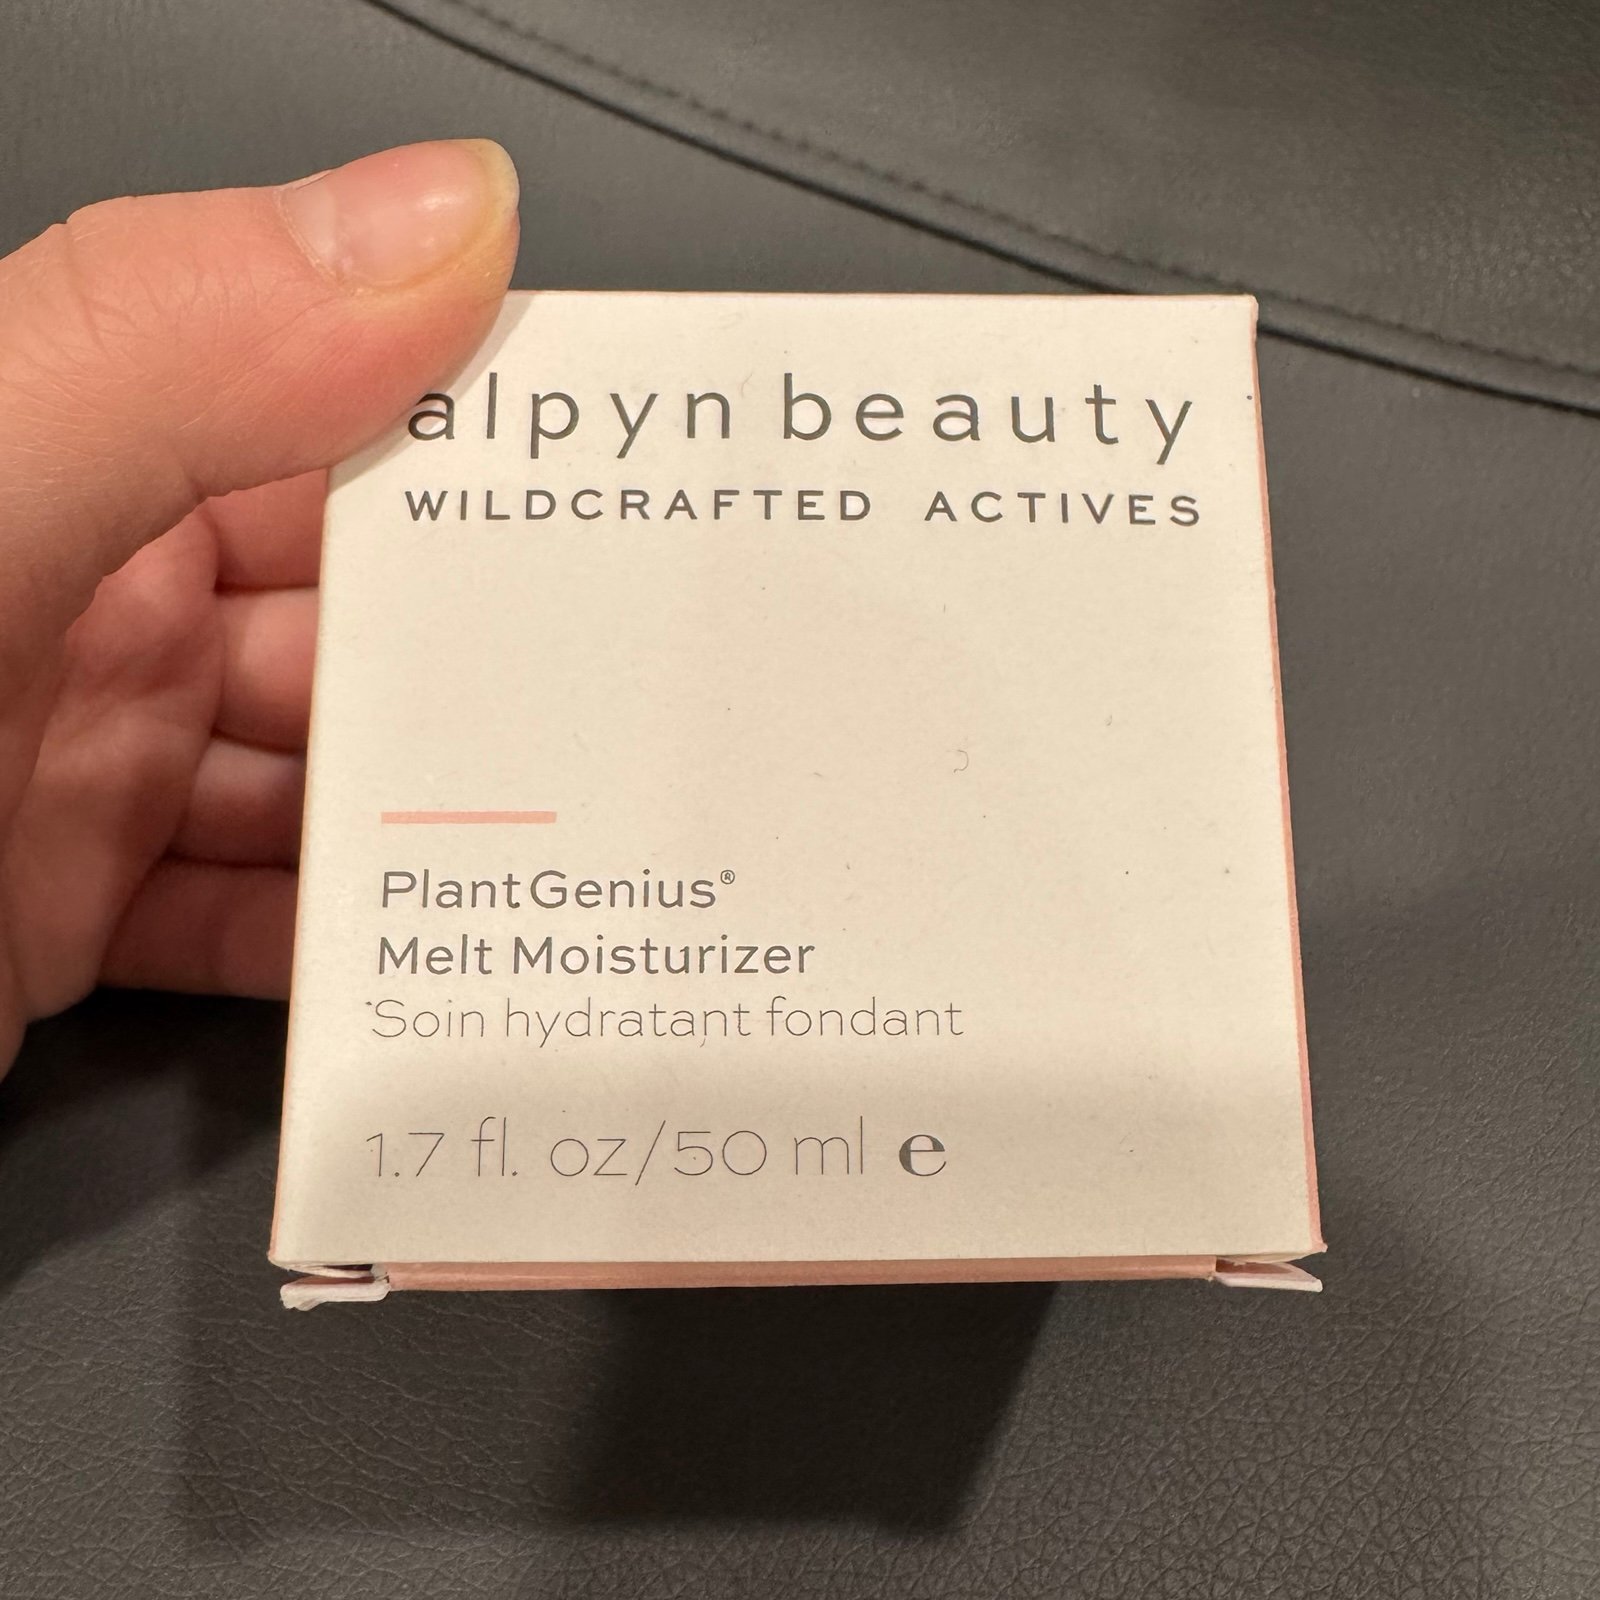 alpyn beauty
WILDCRAFTED ACTIVES
PlantGenius®
Melt Moisturizer
Soin hydratant fondant
1.7 fl. oz/50 ml ℮